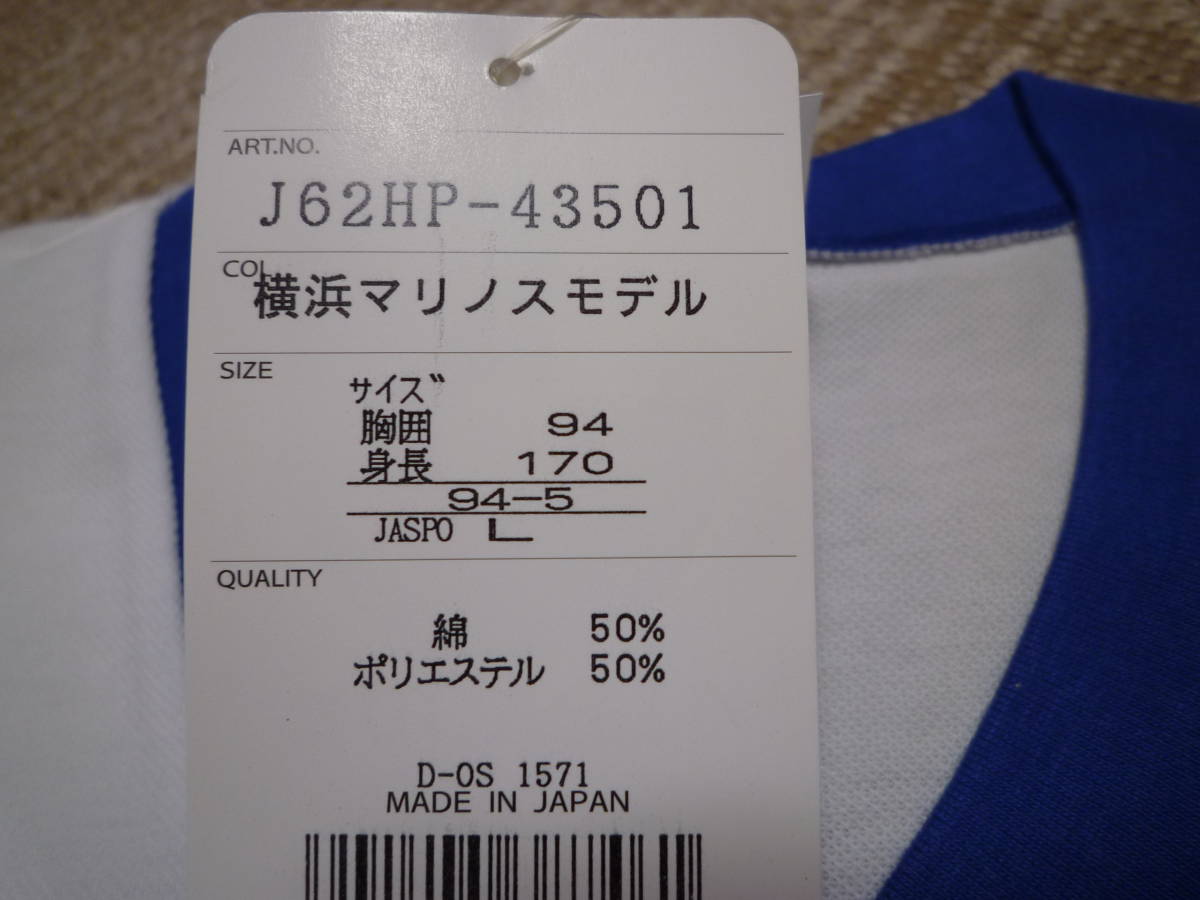 ART.NO.
J62HP-43501
COL
横浜マリノスモデル
SIZE
サイズ
胸囲 94
身長 170
94-5
JASPO L
QUALITY
綿 50%
ポリエステル 50%
D-OS 1571
MADE IN JAPAN